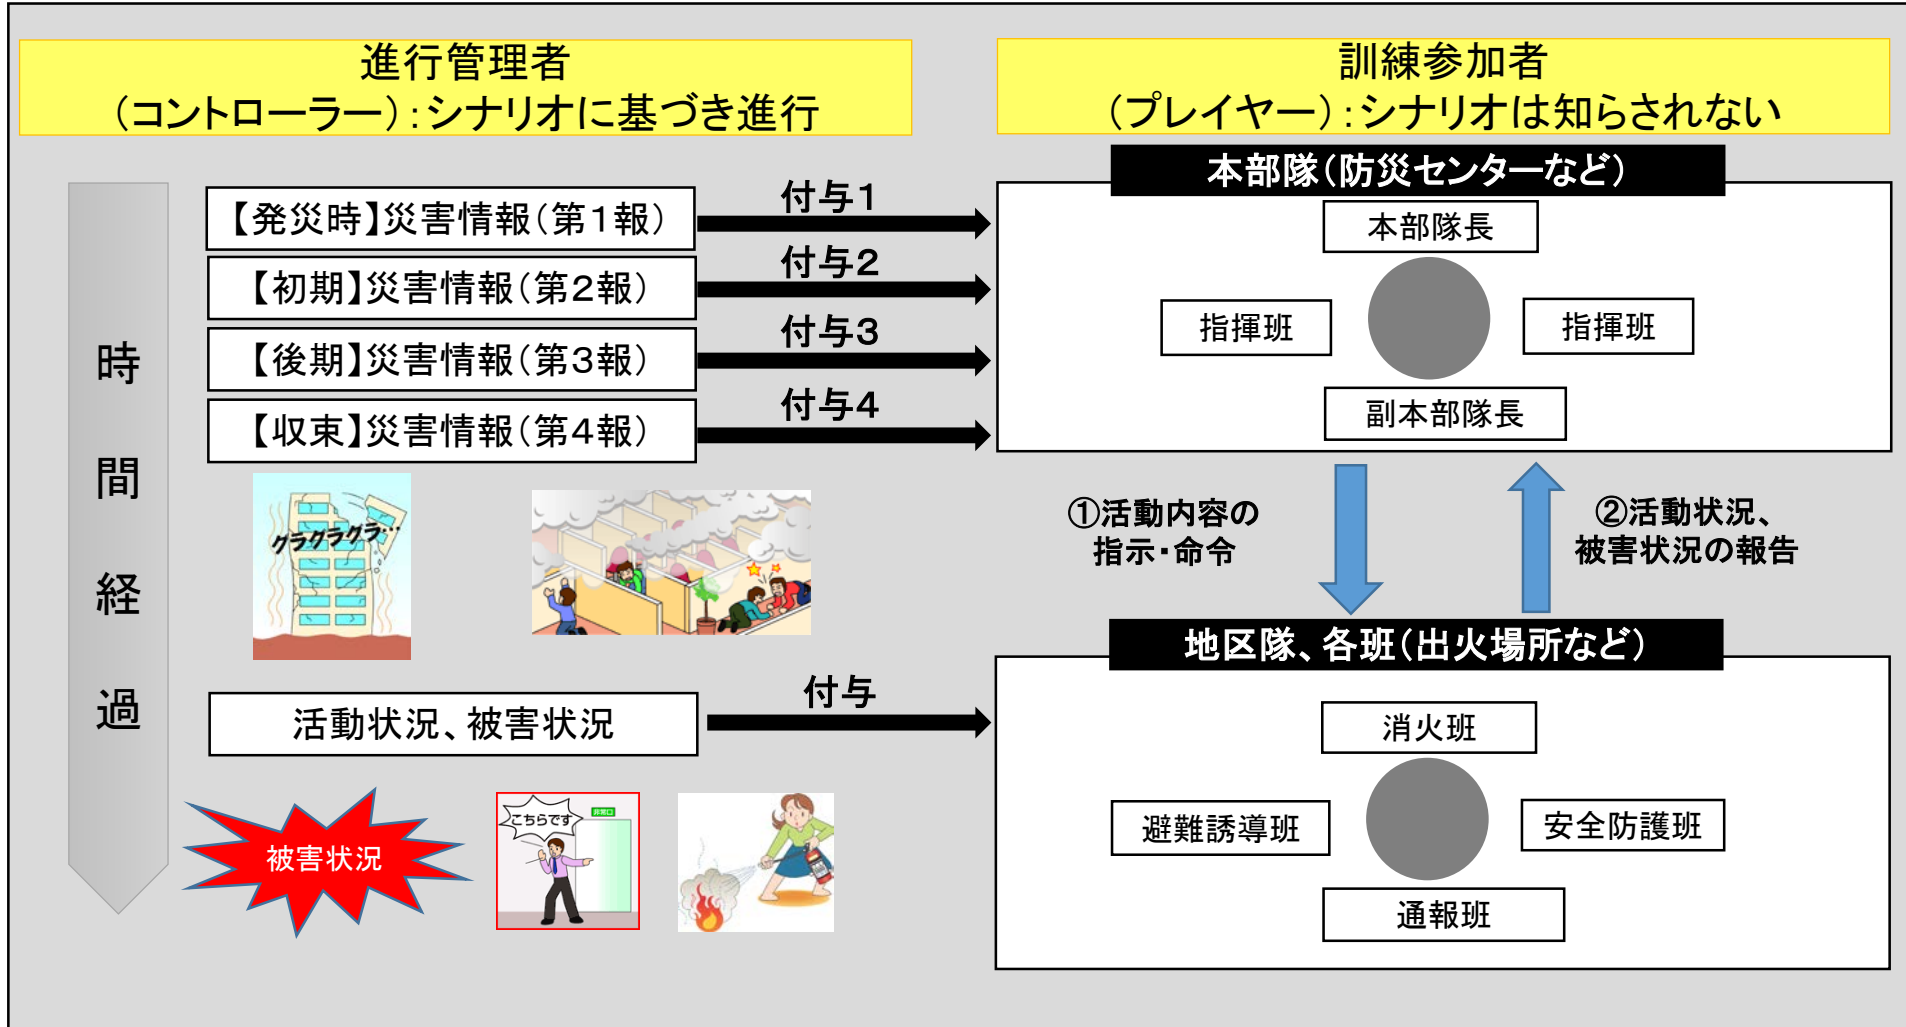 進行管理者
(コントローラー):シナリオに基づき進行
訓練参加者
(プレイヤー):シナリオは知らされない
時間経過
【発災時】災害情報(第1報)
付与1
【初期】災害情報(第2報)
付与2
【後期】災害情報(第3報)
付与3
【収束】災害情報(第4報)
付与4
本部隊(防災センターなど)
本部隊長
指揮班
指揮班
副本部隊長
グラグラグラ…
①活動内容の
指示・命令
②活動状況、
被害状況の報告
活動状況、被害状況
付与
地区隊、各班(出火場所など)
消火班
避難誘導班
安全防護班
通報班
被害状況
こちらです
非常口